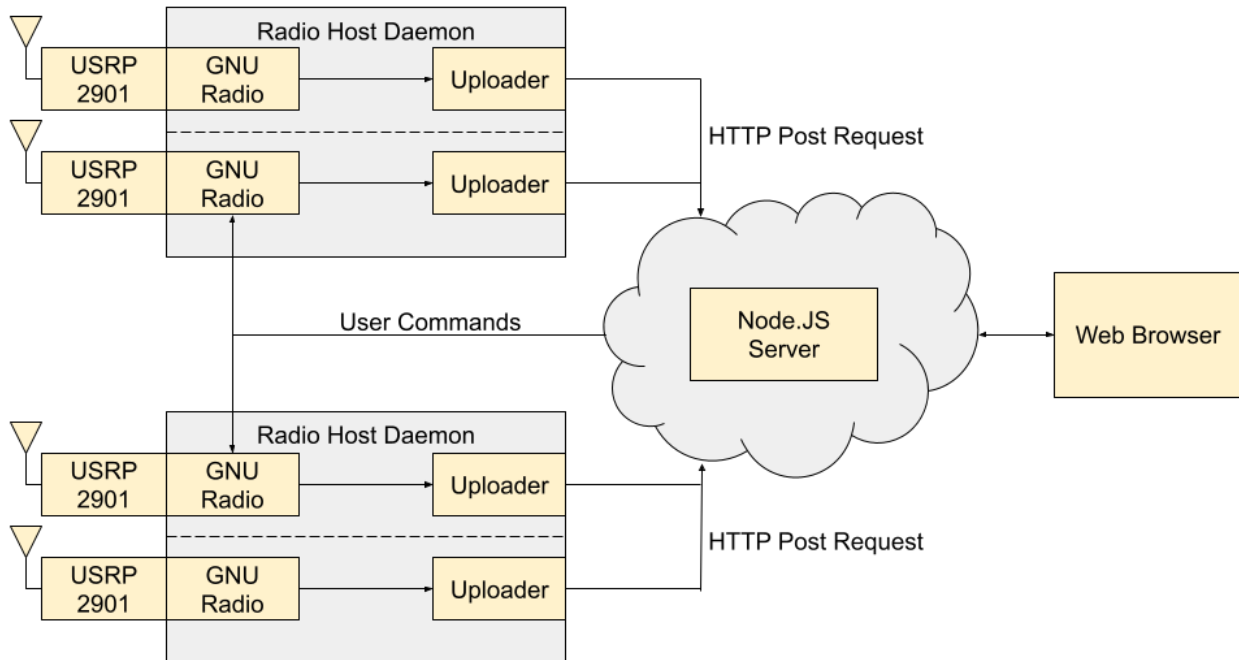 Radio Host Daemon
USRP
2901
GNU
Radio
Uploader
USRP
2901
GNU
Radio
Uploader
HTTP Post Request
User Commands
Node.JS
Server
Web Browser
Radio Host Daemon
USRP
2901
GNU
Radio
Uploader
HTTP Post Request
USRP
2901
GNU
Radio
Uploader